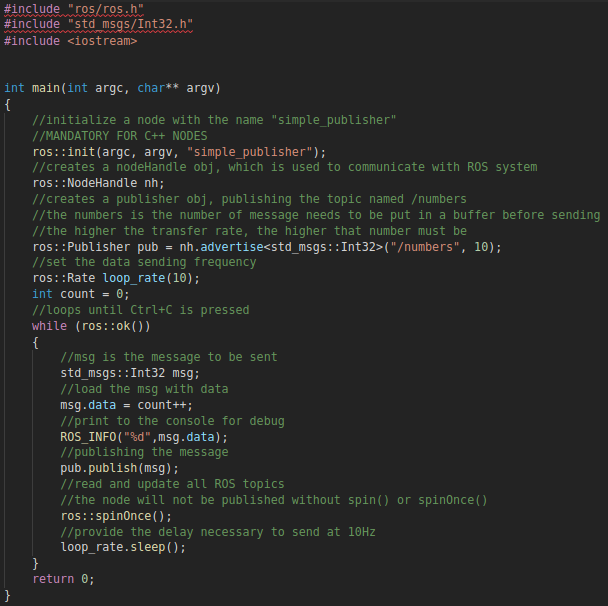 #include "ros/ros.h"
#include "std_msgs/Int32.h"
#include <iostream>
int main(int argc, char** argv)
{
//initialize a node with the name "simple_publisher"
//MANDATORY FOR C++ NODES
ros::init(argc, argv, "simple_publisher");
//creates a nodeHandle obj, which is used to communicate with ROS system
ros::NodeHandle nh;
//creates a publisher obj, publishing the topic named /numbers
//the numbers is the number of message needs to be put in a buffer before sending
//the higher the transfer rate, the higher that number must be
ros::Publisher pub = nh.advertise<std_msgs::Int32>("/numbers", 10);
//set the data sending frequency
ros::Rate loop_rate(10);
int count = 0;
//loops until Ctrl+C is pressed
while (ros::ok())
{
//msg is the message to be sent
std_msgs::Int32 msg;
//load the msg with data
msg.data = count++;
//print to the console for debug
ROS_INFO("%d",msg.data);
//publishing the message
pub.publish(msg);
//read and update all ROS topics
//the node will not be published without spin() or spinOnce()
ros::spinOnce();
//provide the delay necessary to send at 10Hz
loop_rate.sleep();
}
return 0;
}